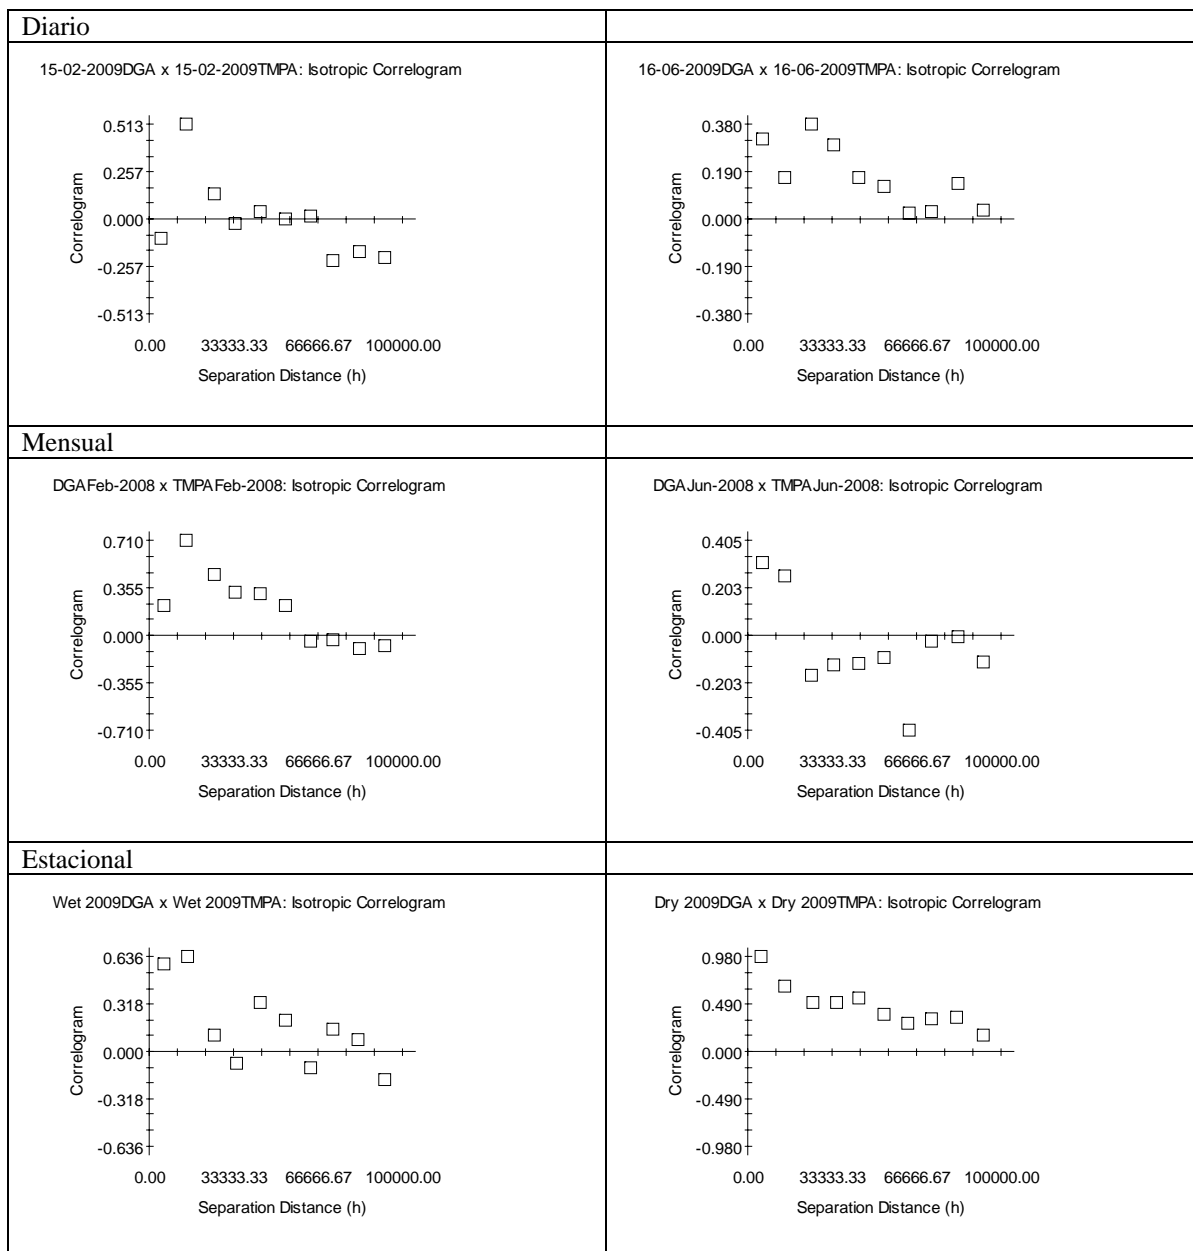 Diario
15-02-2009DGA x 15-02-2009TMPA: Isotropic Correlogram
0.513
0.257
0.000
-0.257
-0.513
Correlogram
0.00 33333.33 66666.67 100000.00
Separation Distance (h)
16-06-2009DGA x 16-06-2009TMPA: Isotropic Correlogram
0.380
0.190
0.000
-0.190
-0.380
Correlogram
0.00 33333.33 66666.67 100000.00
Separation Distance (h)
Mensual
DGAFeb-2008 x TMPAFeb-2008: Isotropic Correlogram
0.710
0.355
0.000
-0.355
-0.710
Correlogram
0.00 33333.33 66666.67 100000.00
Separation Distance (h)
DGAJun-2008 x TMPAJun-2008: Isotropic Correlogram
0.405
0.203
0.000
-0.203
-0.405
Correlogram
0.00 33333.33 66666.67 100000.00
Separation Distance (h)
Estacional
Wet 2009DGA x Wet 2009TMPA: Isotropic Correlogram
0.636
0.318
0.000
-0.318
-0.636
Correlogram
0.00 33333.33 66666.67 100000.00
Separation Distance (h)
Dry 2009DGA x Dry 2009TMPA: Isotropic Correlogram
0.980
0.490
0.000
-0.490
-0.980
Correlogram
0.00 33333.33 66666.67 100000.00
Separation Distance (h)